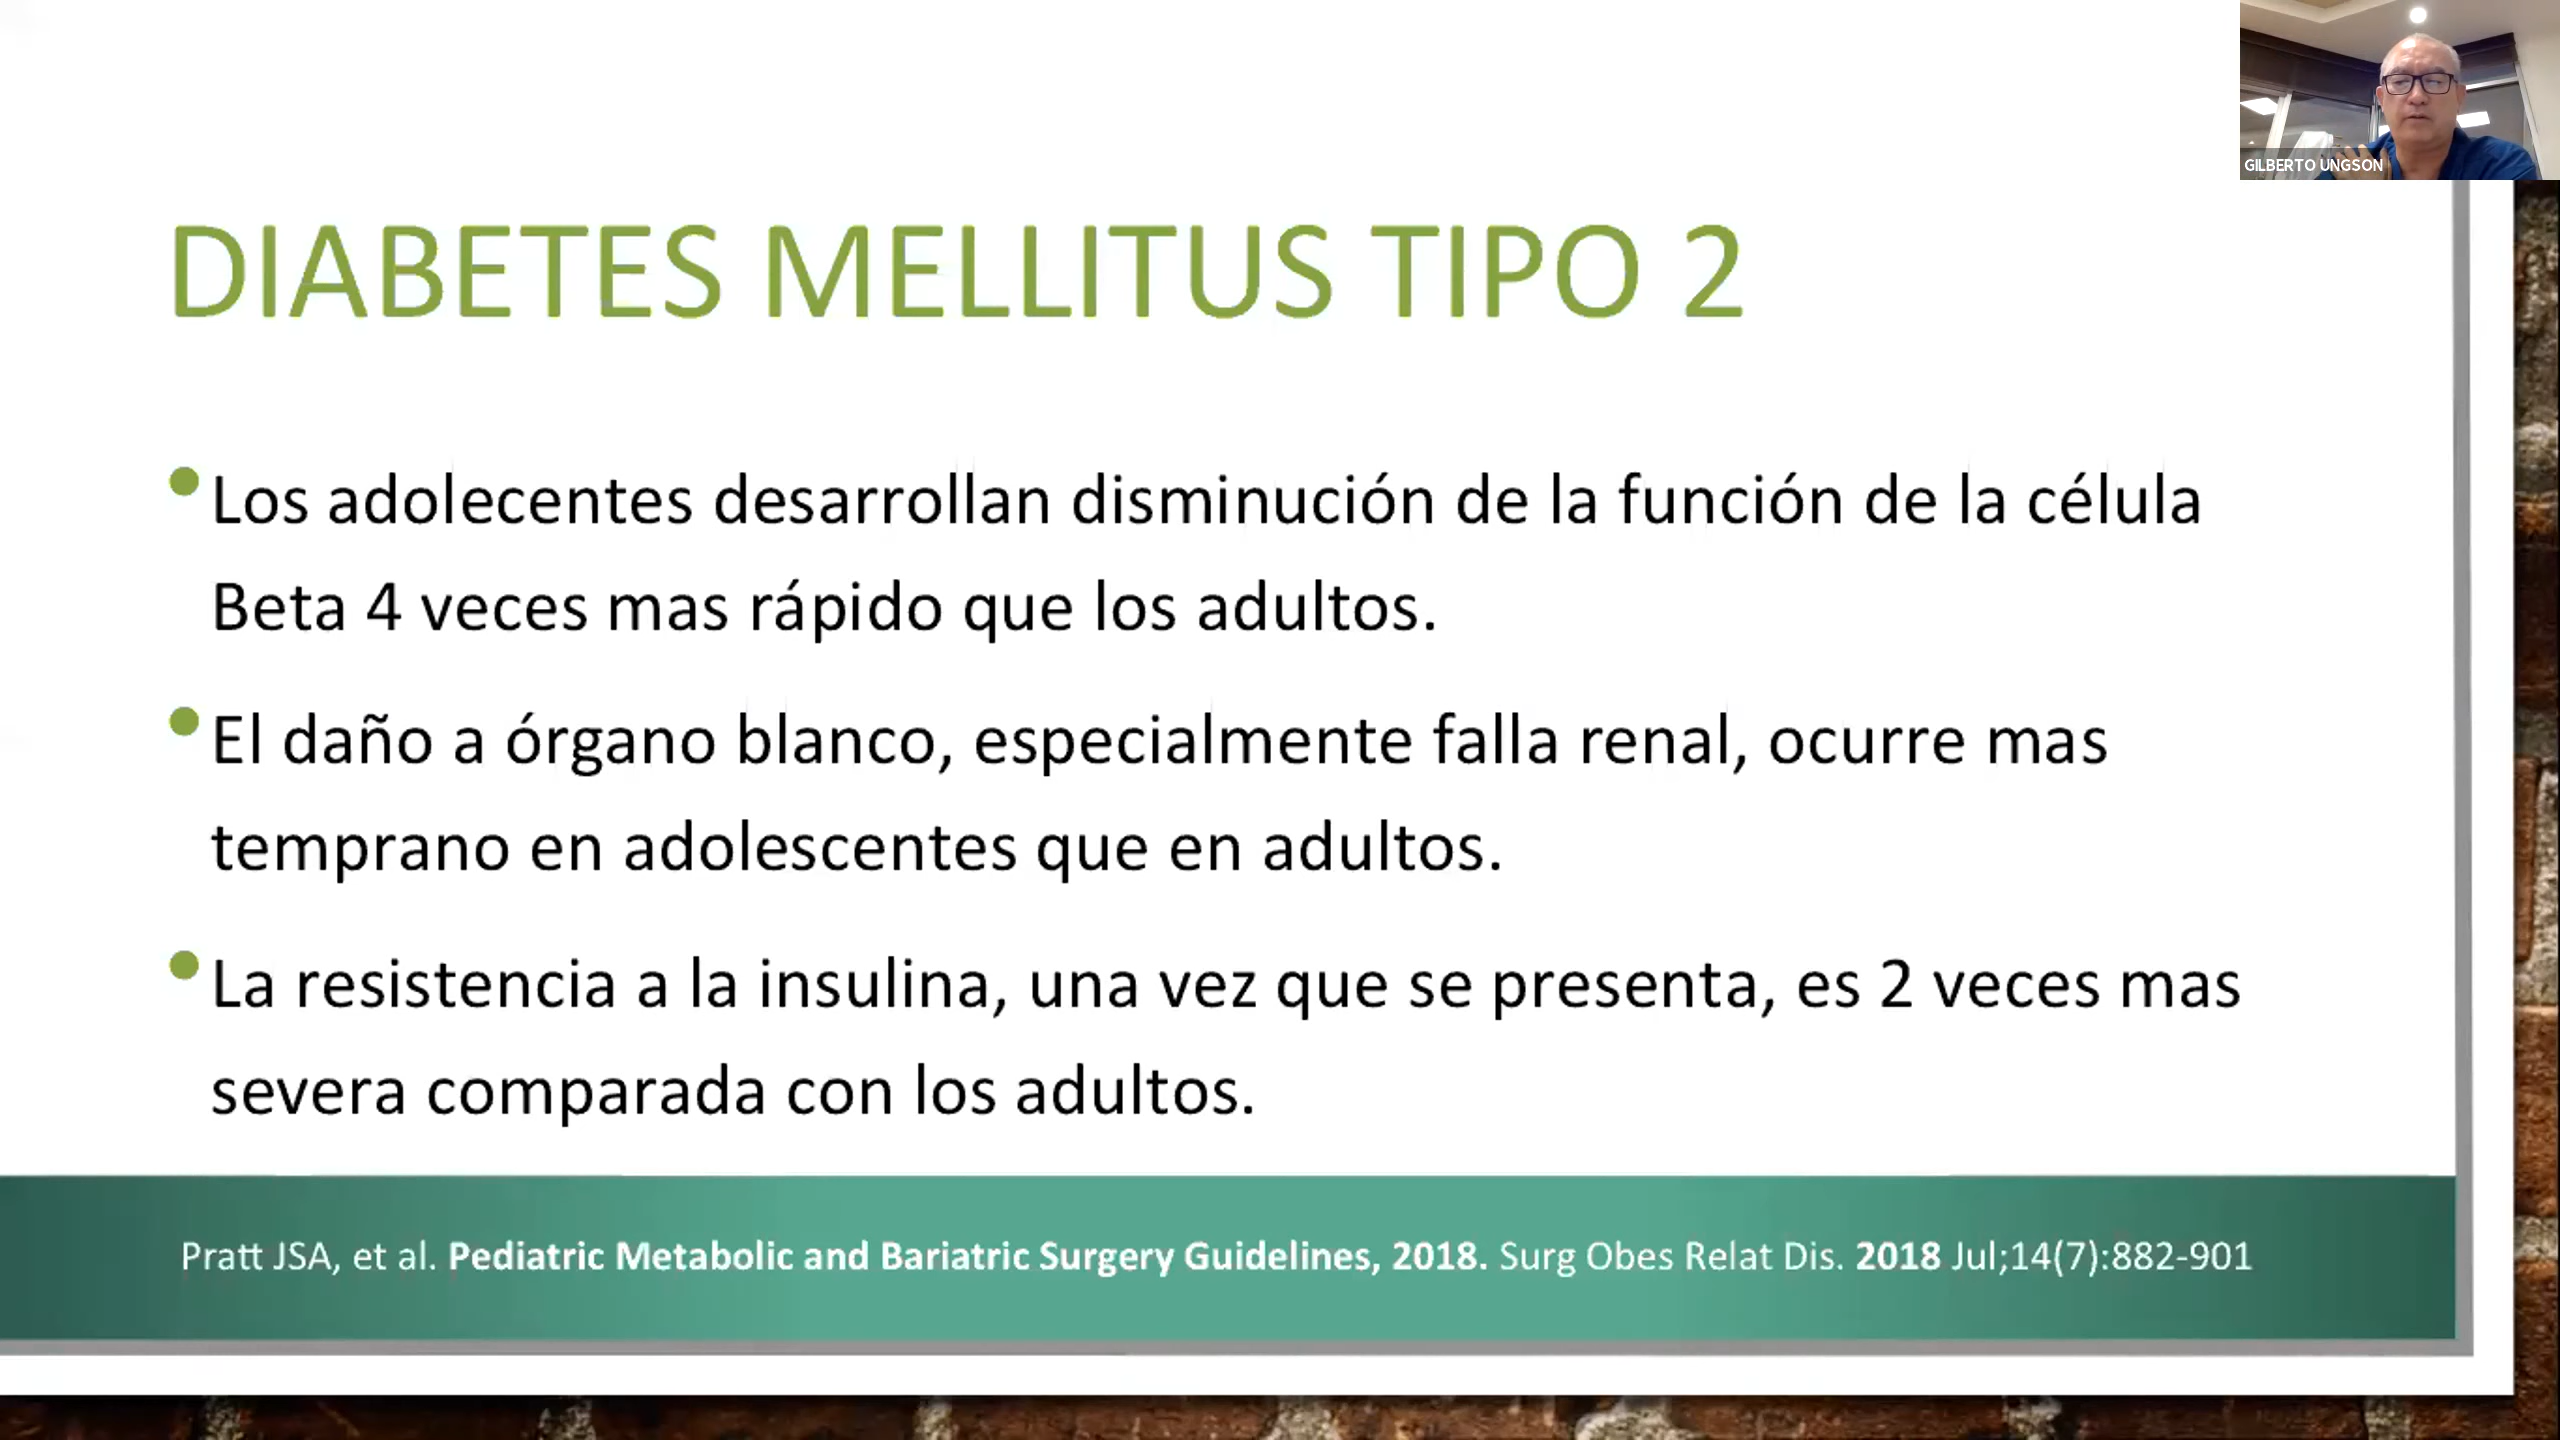 GILBERTO UNGSON
DIABETES MELLITUS TIPO 2
• Los adolecentes desarrollan disminución de la función de la célula
Beta 4 veces mas rápido que los adultos.
• El daño a órgano blanco, especialmente falla renal, ocurre mas
temprano en adolescentes que en adultos.
• La resistencia a la insulina, una vez que se presenta, es 2 veces mas
severa comparada con los adultos.
Pratt JSA, et al. Pediatric Metabolic and Bariatric Surgery Guidelines, 2018. Surg Obes Relat Dis. 2018 Jul;14(7):882-901